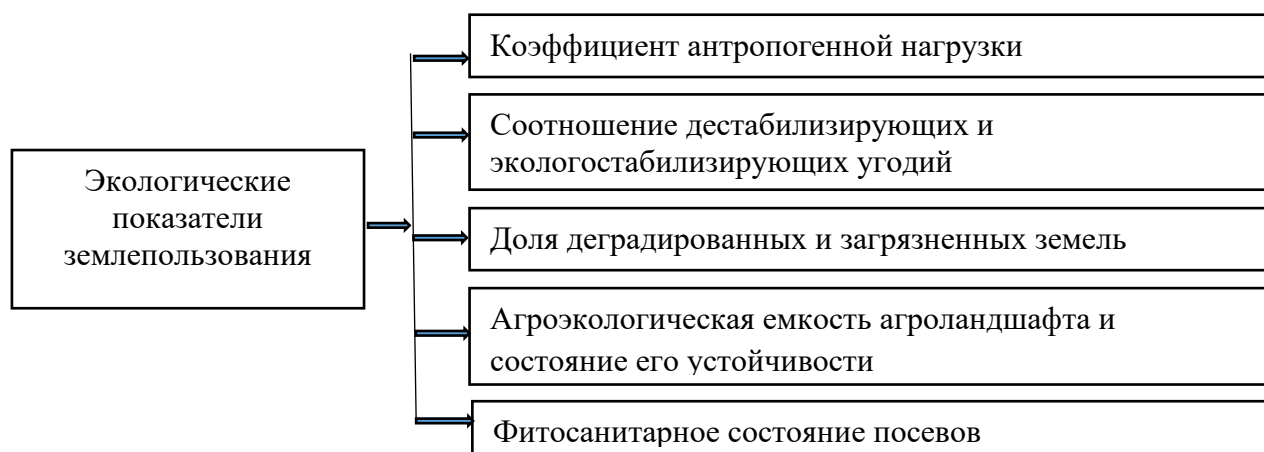 Экологические
показатели
землепользования
Коэффициент антропогенной нагрузки
Соотношение дестабилизирующих и
экологостабилизирующих угодий
Доля деградированных и загрязненных земель
Агроэкологическая емкость агроландшафта и
состояние его устойчивости
Фитосанитарное состояние посевов